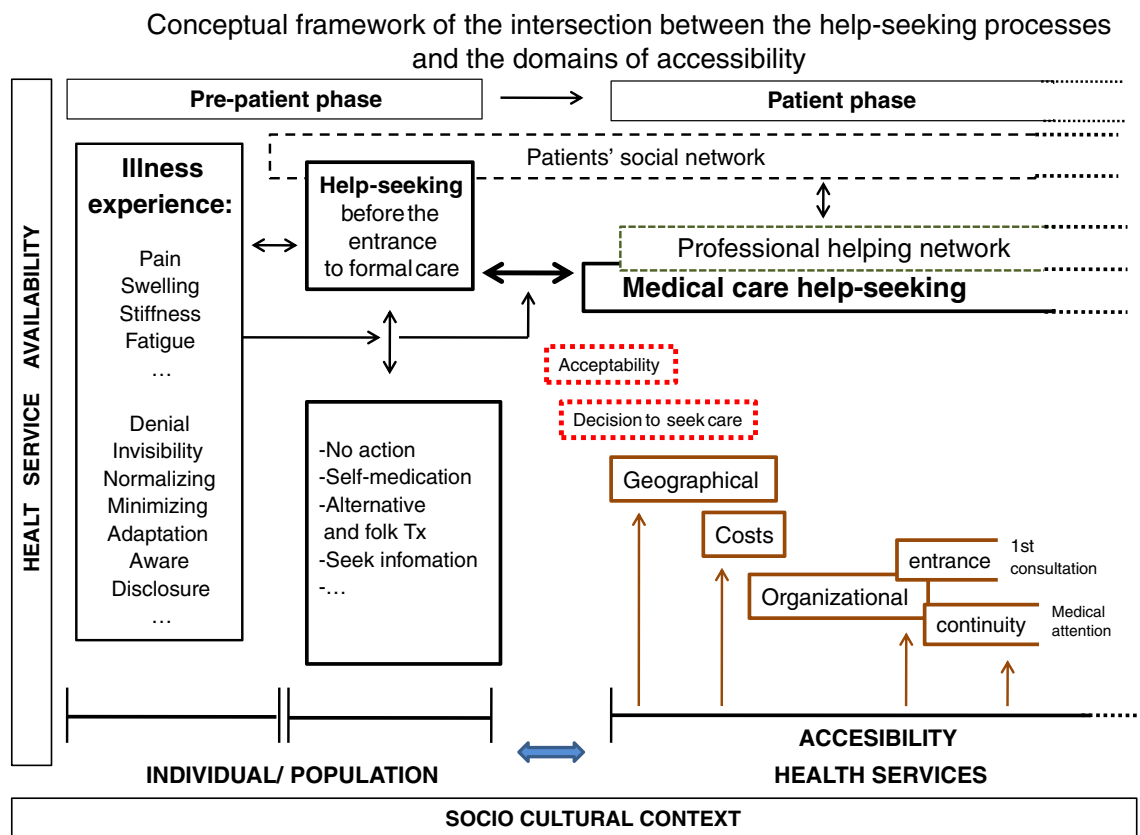 Conceptual framework of the intersection between the help-seeking processes
and the domains of accessibility
HEALT SERVICE AVAILABILITY
Pre-patient phase
Patient phase
Patients' social network
Illness
experience:
Pain
Swelling
Stiffness
Fatigue
…
Denial
Invisibility
Normalizing
Minimizing
Adaptation
Aware
Disclosure
…
Help-seeking
before the
entrance
to formal care
Professional helping network
Medical care help-seeking
Acceptability
Decision to seek care
-No action
-Self-medication
-Alternative
and folk Tx
-Seek infomation
-…
Geographical
Costs
Organizational
entrance
1st
consultation
continuity
Medical
attention
INDIVIDUAL/ POPULATION
ACCESIBILITY
HEALTH SERVICES
SOCIO CULTURAL CONTEXT